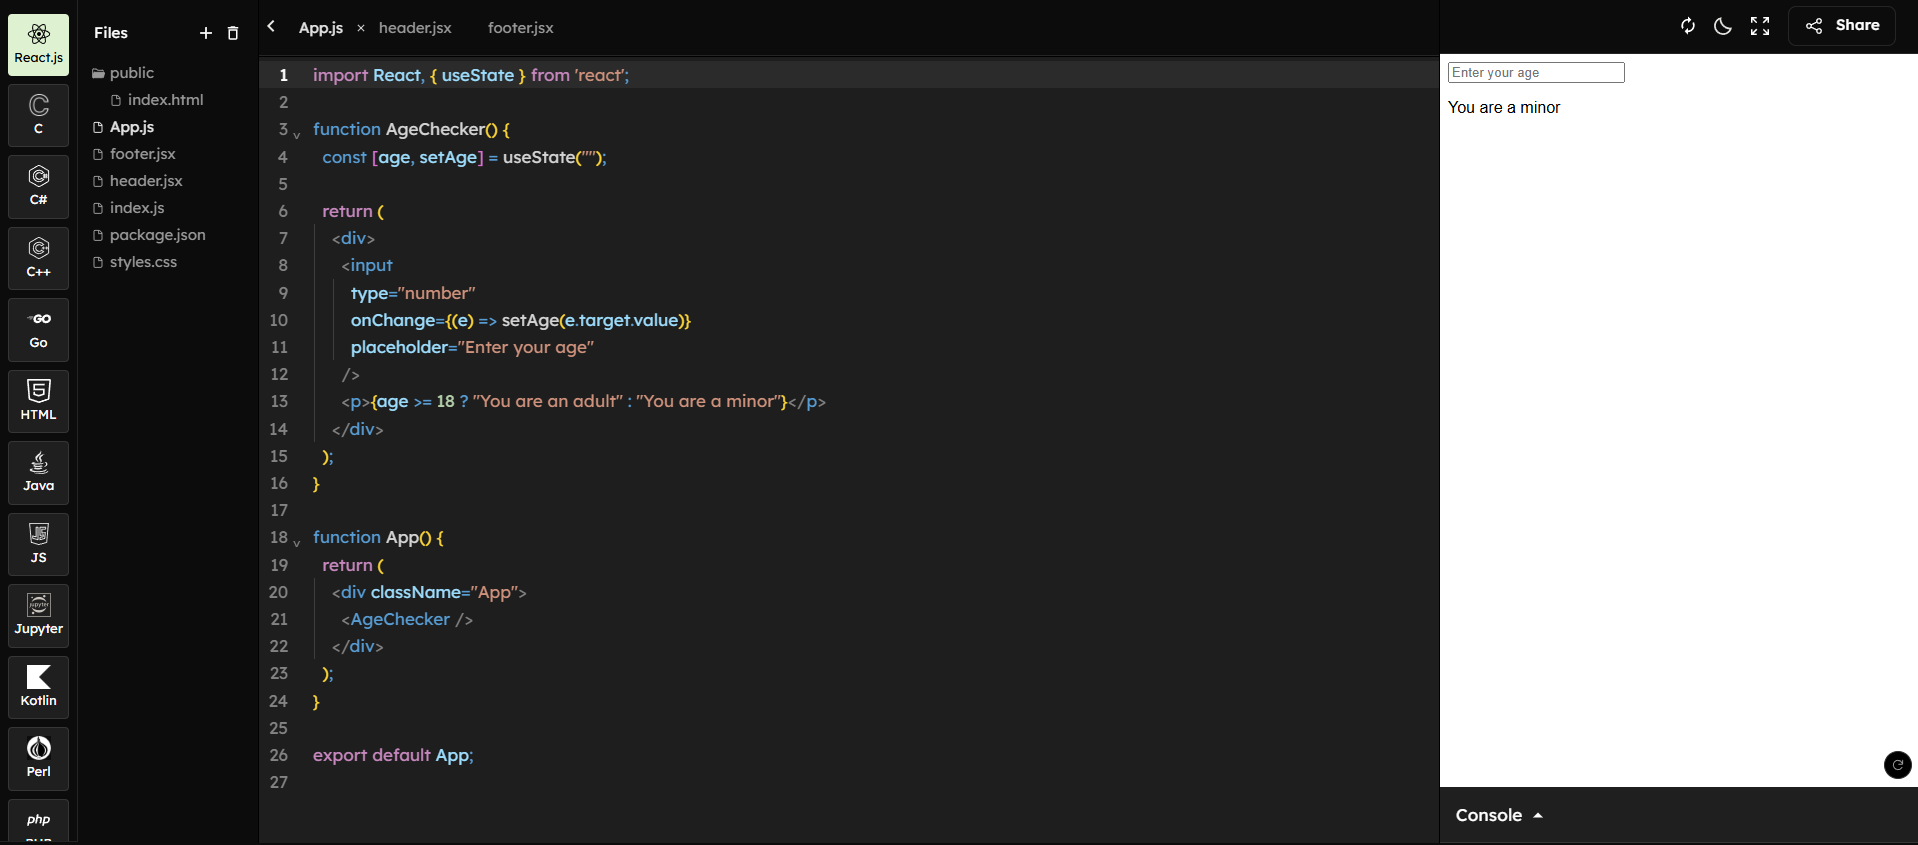 React.js
C
C#
C++
GO
Go
5
HTML
Java
JS
JS
jupyter
Jupyter
Kotlin
Perl
php
Files +
public
index.html
App.js
footer.jsx
header.jsx
index.js
package.json
styles.css
App.js × header.jsx footer.jsx
1 import React, { useState } from 'react';
2
3 function AgeChecker() {
4 const [age, setAge] = useState("");
5
6 return (
7 <div>
8 <input
9 type="number"
10 onChange={(e) => setAge(e.target.value)}
11 placeholder="Enter your age"
12 />
13 <p>{age >= 18 ? "You are an adult" : "You are a minor"}</p>
14 </div>
15 );
16 }
17
18 function App() {
19 return (
20 <div className="App">
21 <AgeChecker />
22 </div>
23 );
24 }
25
26 export default App;
27
Share
Enter your age
You are a minor
Console